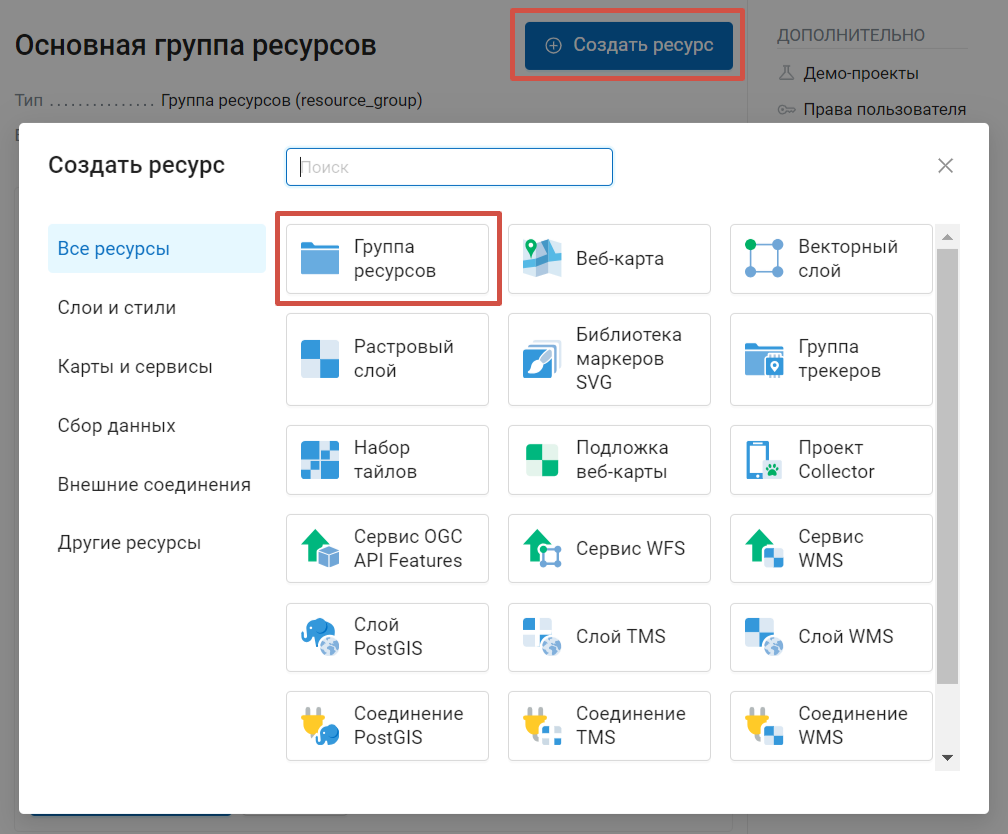 Основная группа ресурсов
Создать ресурс
ДОПОЛНИТЕЛЬНО
Демо-проекты
Тип ............... Группа ресурсов (resource_group)
Права пользователя
Создать ресурс
Поиск
Все ресурсы
Слои и стили
Карты и сервисы
Сбор данных
Внешние соединения
Другие ресурсы
Группа
ресурсов
Веб-карта
Векторный
слой
Растровый
слой
Библиотека
маркеров
SVG
Группа
трекеров
Набор
тайлов
Подложка
веб-карты
Проект
Collector
Сервис OGC
API Features
Сервис WFS
Сервис
WMS
Слой
PostGIS
Слой TMS
Слой WMS
Соединение
PostGIS
Соединение
TMS
Соединение
WMS